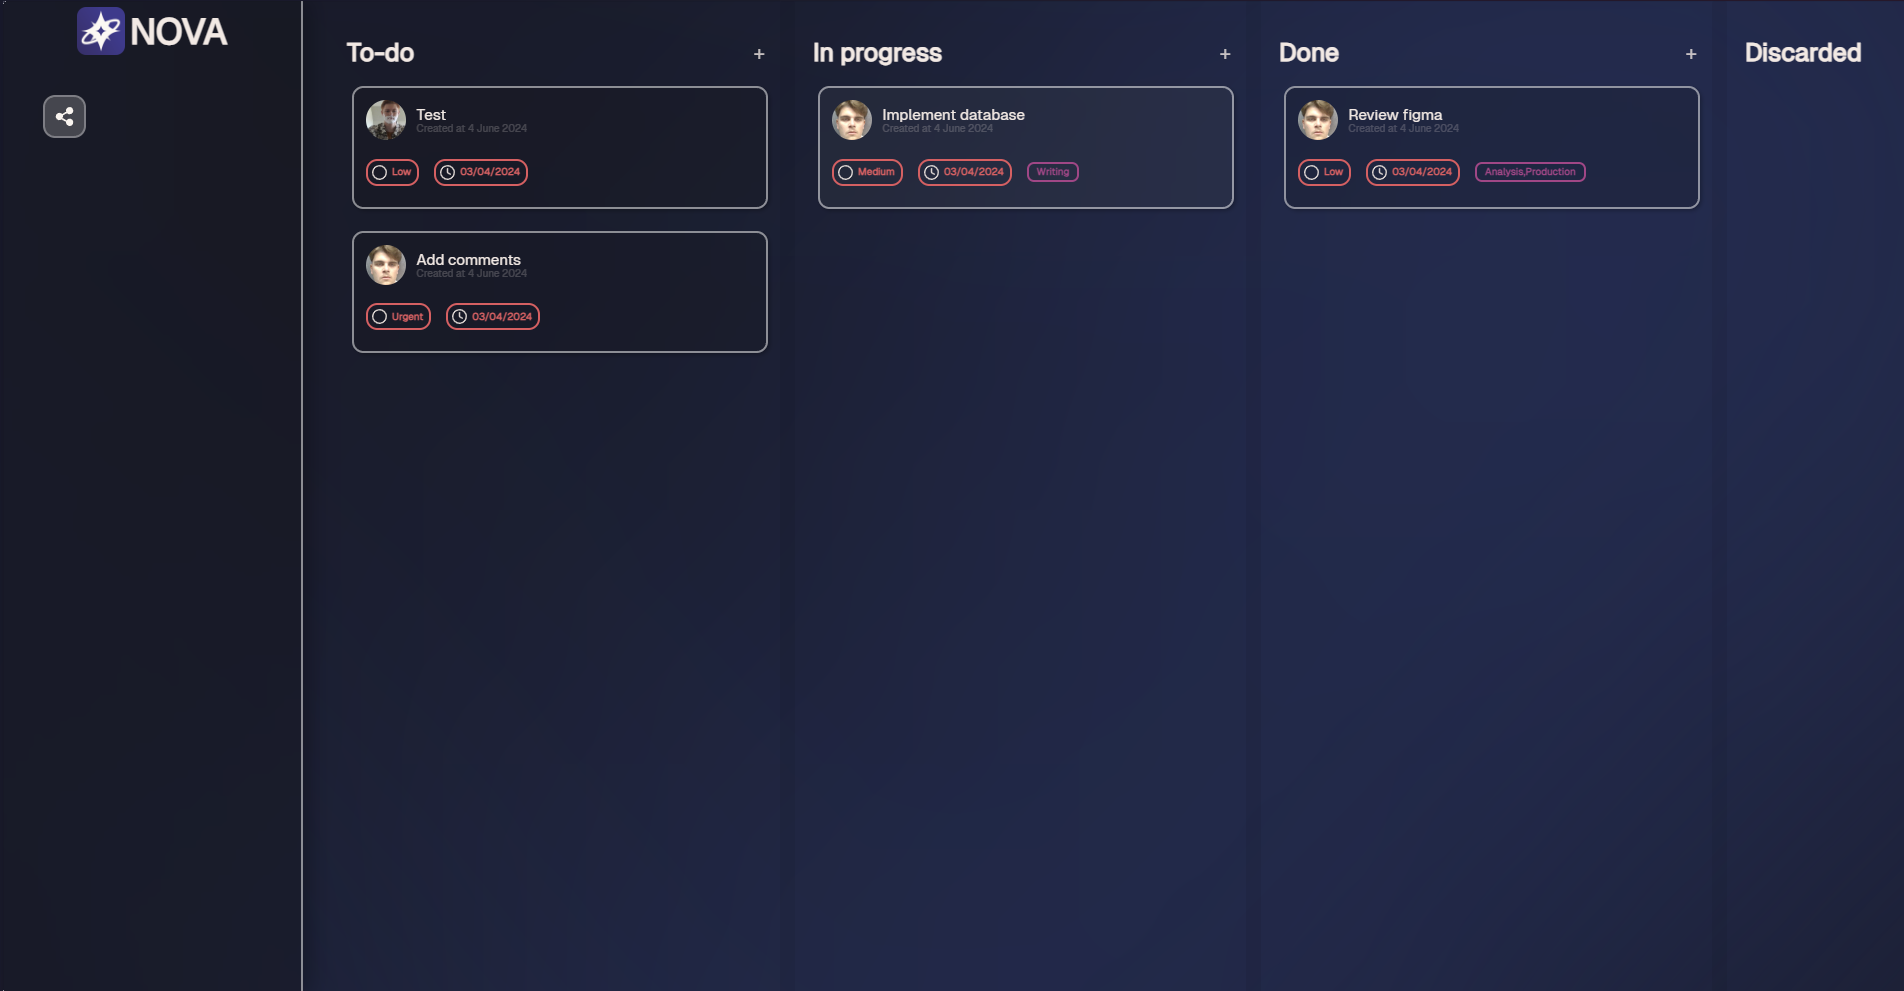 NOVA
To-do
+
Test
Created at 4 June 2024
Low
03/04/2024
Add comments
Created at 4 June 2024
Urgent
03/04/2024
In progress
+
Implement database
Created at 4 June 2024
Medium
03/04/2024
Writing
Done
+
Review figma
Created at 4 June 2024
Low
03/04/2024
Analysis,Production
Discarded